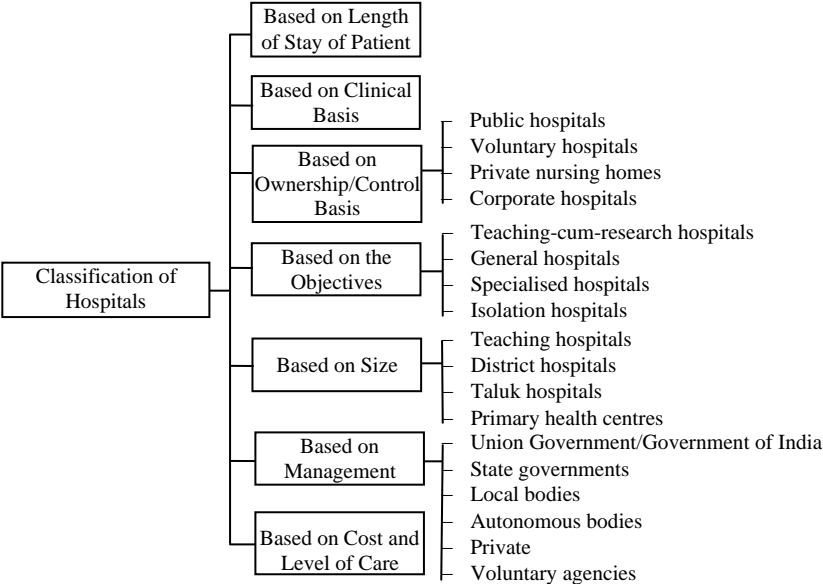 Classification of
Hospitals
Based on Length
of Stay of Patient
Based on Clinical
Basis
Based on
Ownership/Control
Basis
Public hospitals
Voluntary hospitals
Private nursing homes
Corporate hospitals
Based on the
Objectives
Teaching-cum-research hospitals
General hospitals
Specialised hospitals
Isolation hospitals
Based on Size
Teaching hospitals
District hospitals
Taluk hospitals
Primary health centres
Based on
Management
Union Government/Government of India
State governments
Local bodies
Autonomous bodies
Private
Voluntary agencies
Based on Cost and
Level of Care